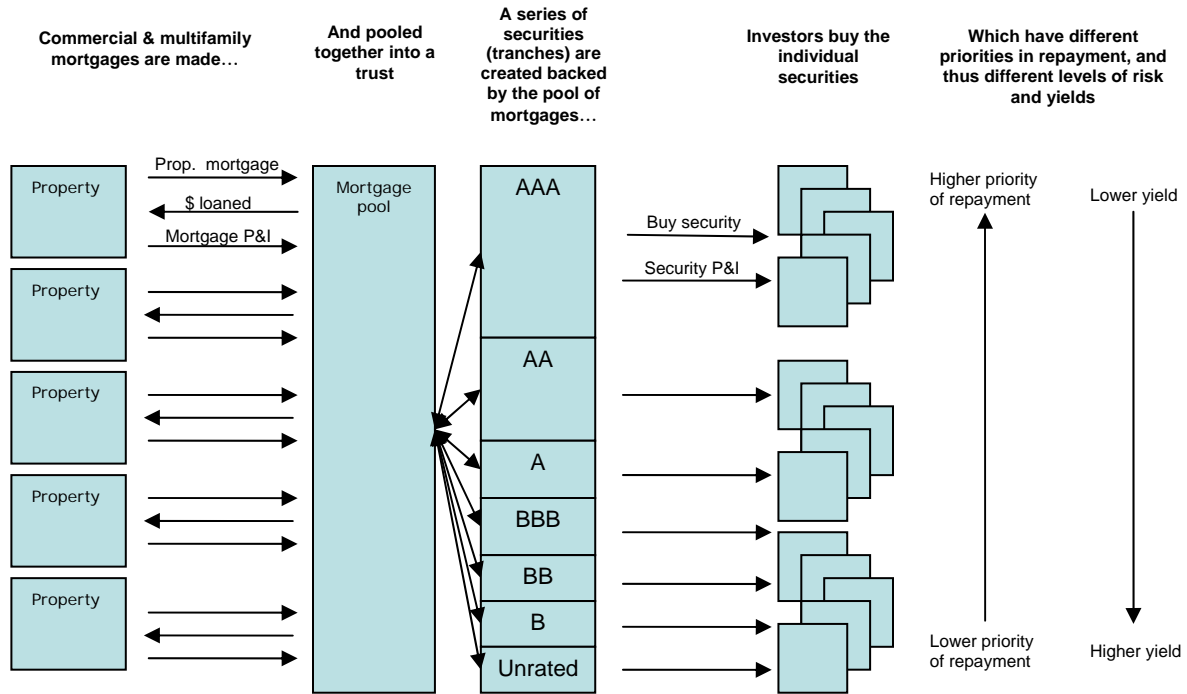 Commercial & multifamily
mortgages are made…
And pooled
together into a
trust
A series of
securities
(tranches) are
created backed
by the pool of
mortgages…
Investors buy the
individual
securities
Which have different
priorities in repayment, and
thus different levels of risk
and yields
Property
Prop. mortgage
$ loaned
Mortgage P&I
Property
Property
Property
Property
Mortgage
pool
AAA
AA
A
BBB
BB
B
Unrated
Buy security
Security P&I
Higher priority
of repayment
Lower priority
of repayment
Lower yield
Higher yield